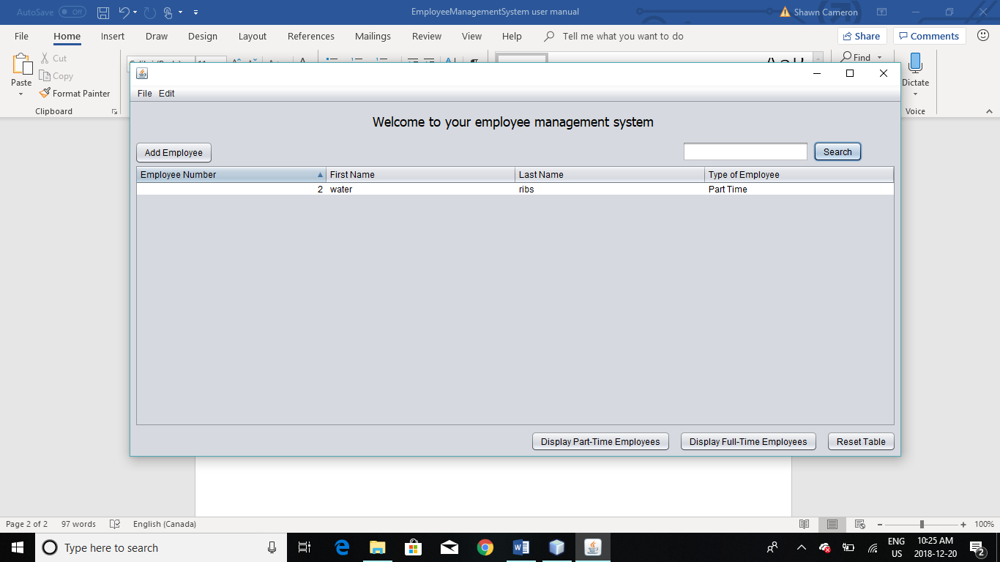 AutoSave Off EmployeeManagementSystem user manual Shawn Cameron
File Home Insert Draw Design Layout References Mailings Review View Help Tell me what you want to do Share Comments
Cut
Copy
Paste Format Painter
Clipboard
Find
Dictate
Voice
File Edit
Welcome to your employee management system
Add Employee Search
Employee Number First Name Last Name Type of Employee
2 water ribs Part Time
Display Part-Time Employees Display Full-Time Employees Reset Table
Page 2 of 2 97 words English (Canada) 100%
Type here to search
ENG 10:25 AM
US 2018-12-20 2